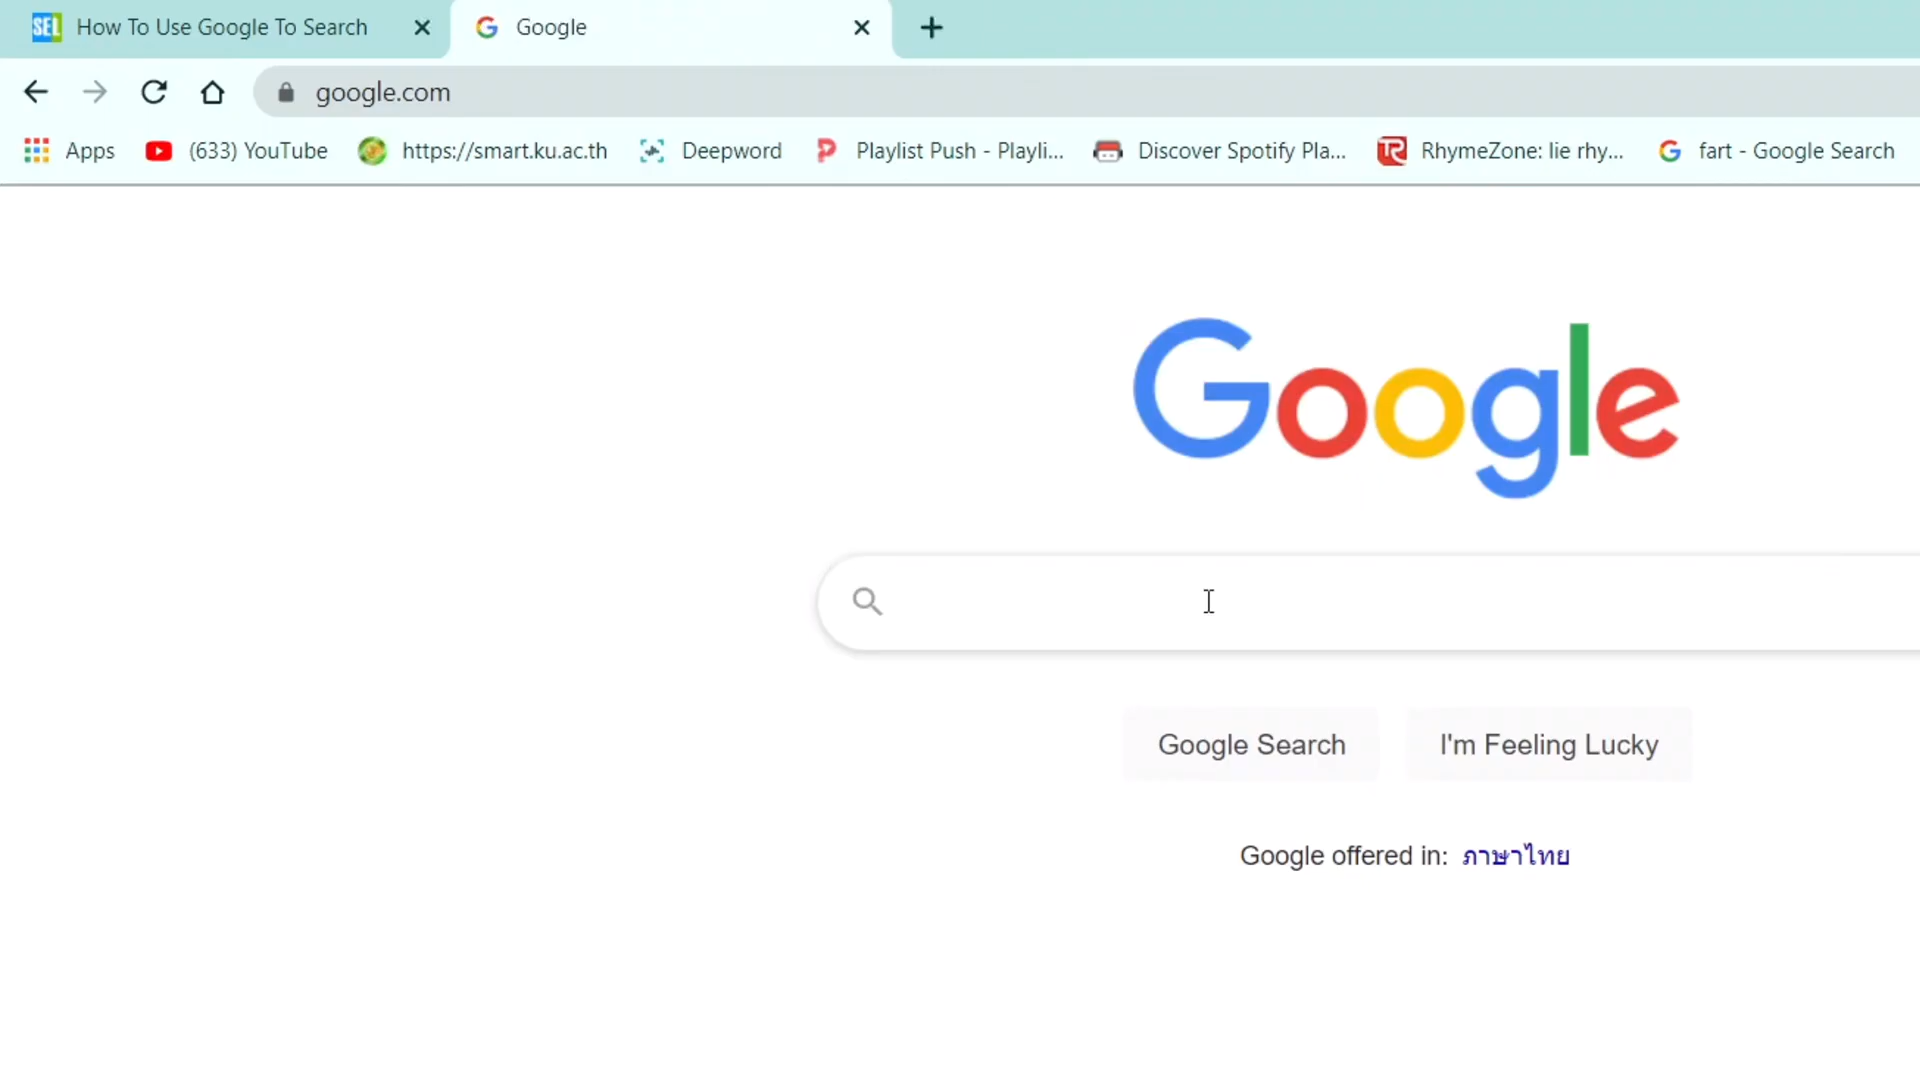 SEL How To Use Google To Search
Google
google.com
Apps
(633) YouTube
https://smart.ku.ac.th
Deepword
Playlist Push - Playli...
Discover Spotify Pla...
RhymeZone: lie rhy...
fart - Google Search
Google
Google Search
I'm Feeling Lucky
Google offered in: ภาษาไทย